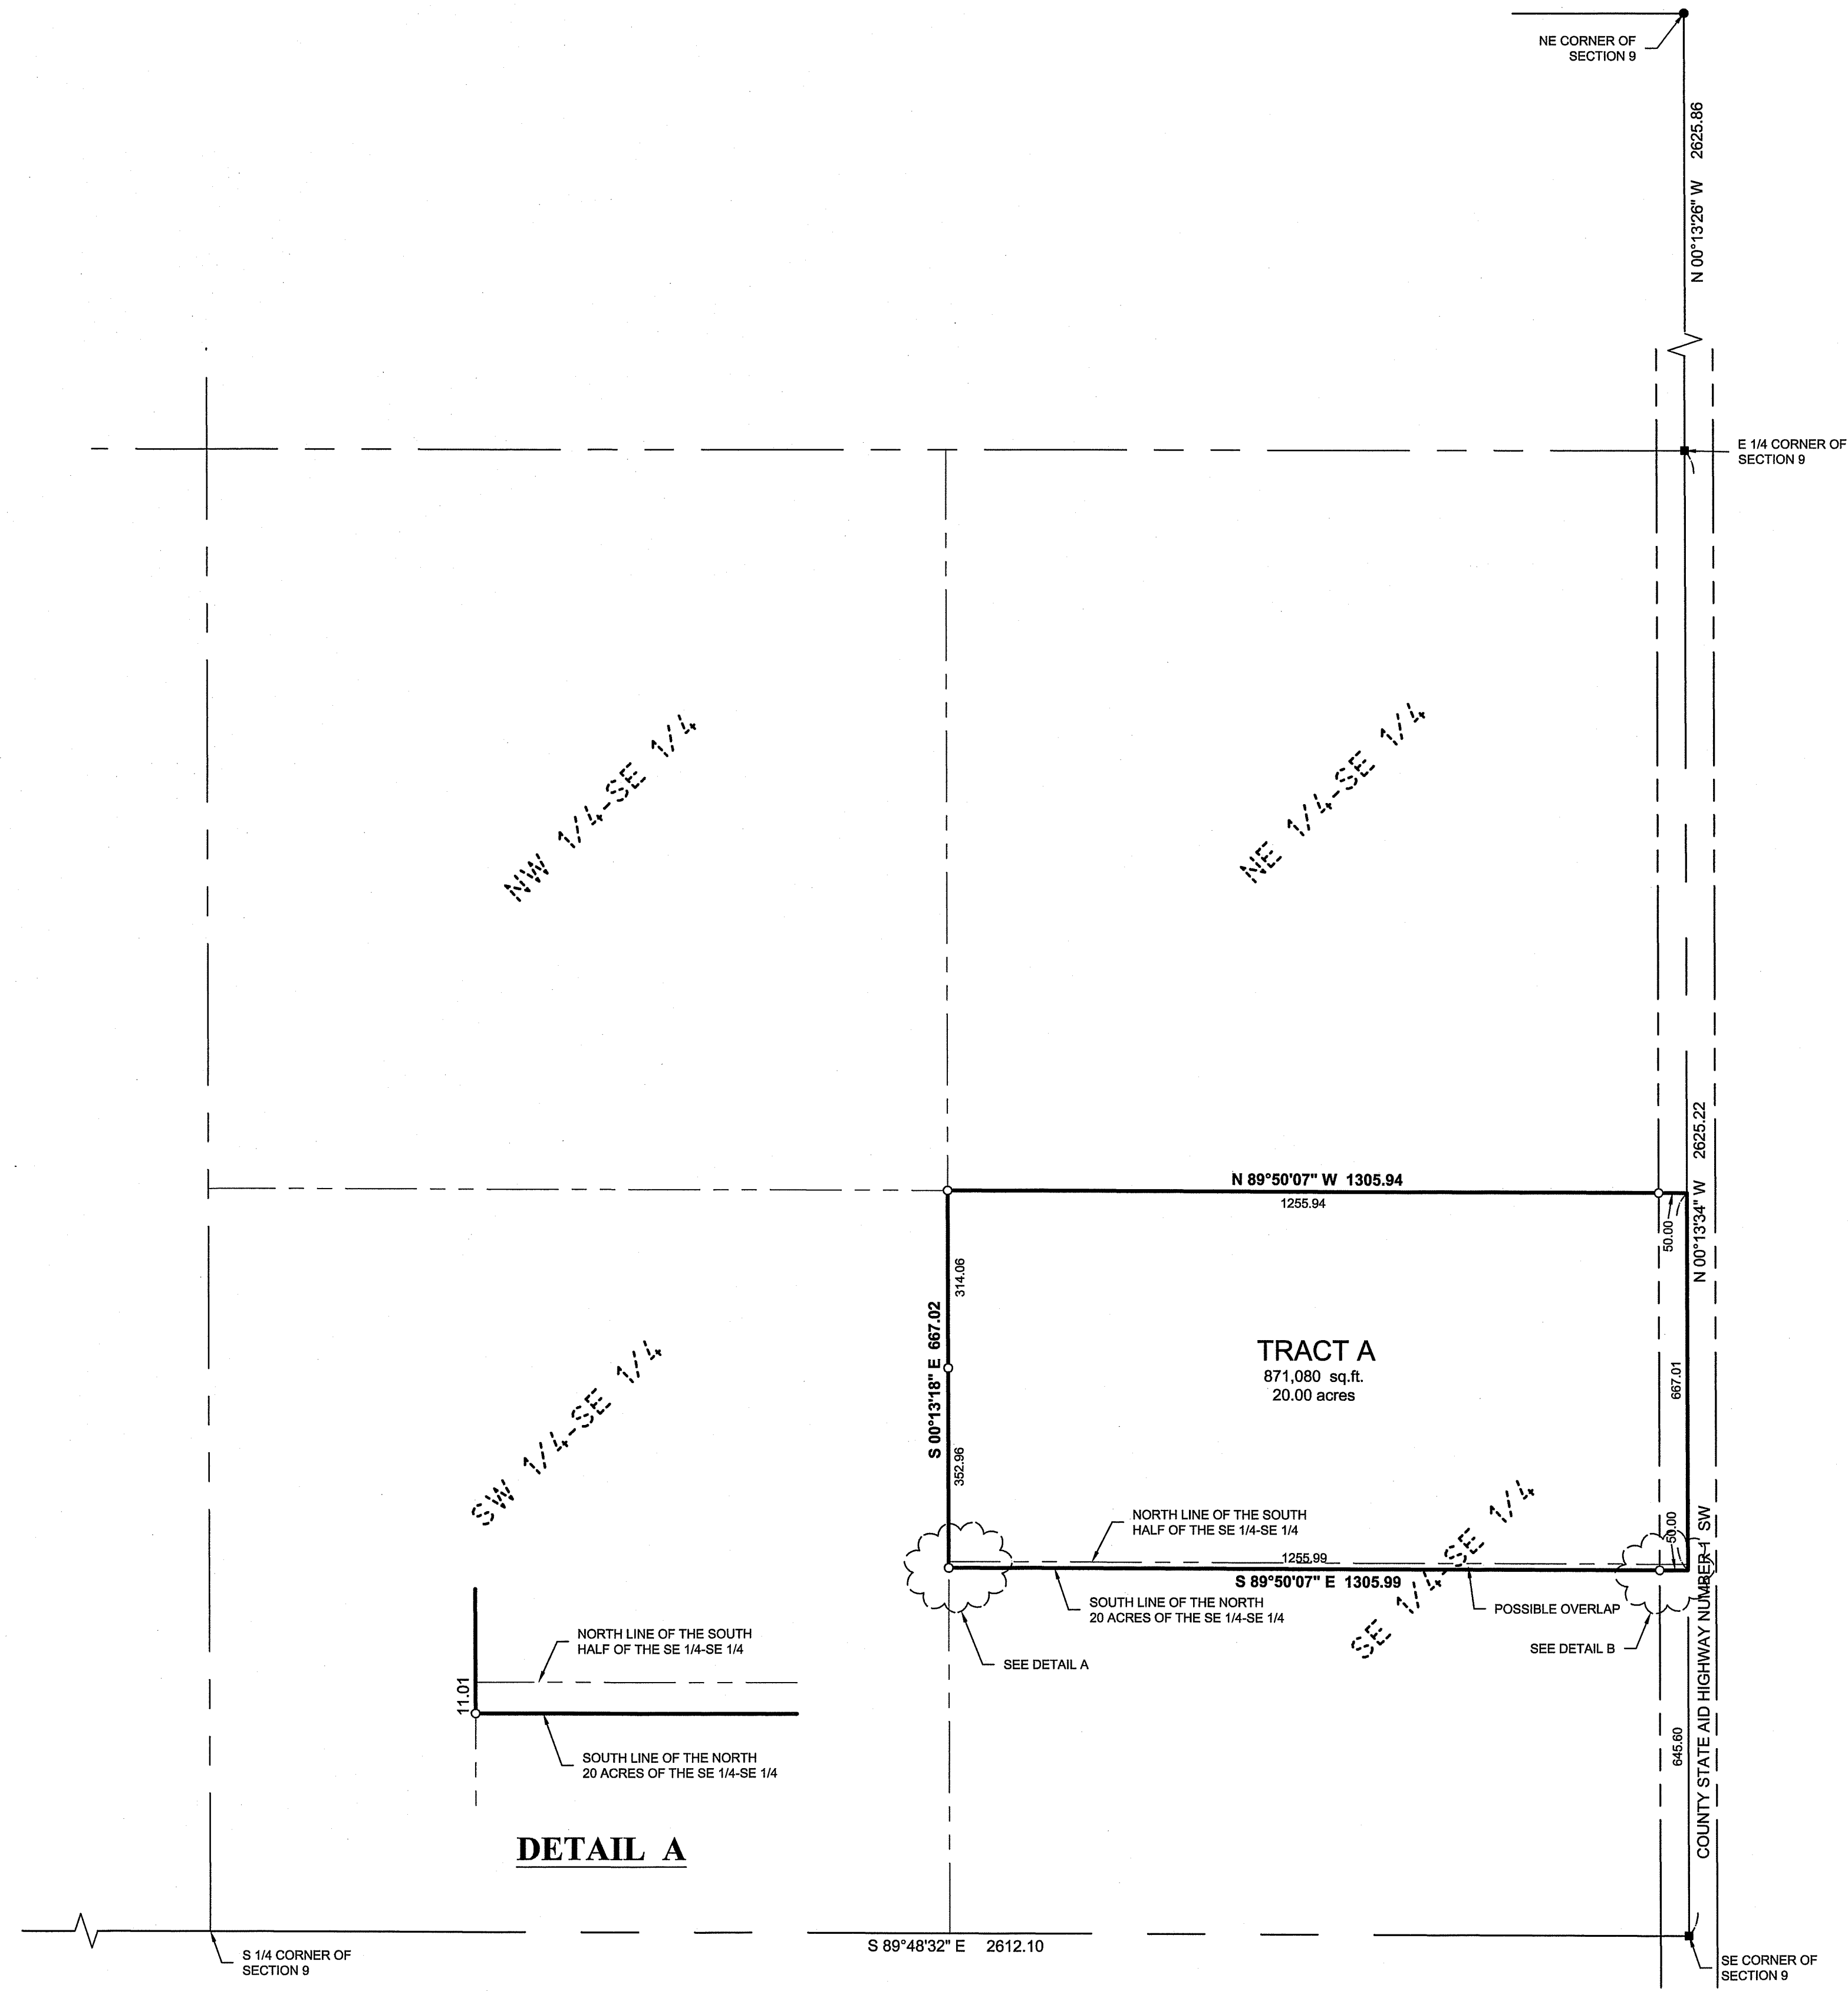 NE CORNER OF
SECTION 9
N 00°13'26" W 2625.86
E 1/4 CORNER OF
SECTION 9
NW 1/4-SE 1/4
NE 1/4-SE 1/4
N 00°13'34" W 2625.22
N 89°50'07" W 1305.94
1255.94
50.00
314.06
S 00°13'18" E 667.02
352.96
TRACT A
871,080 sq.ft.
20.00 acres
667.01
SW 1/4-SE 1/4
SE 1/4-SE 1/4
NORTH LINE OF THE SOUTH
HALF OF THE SE 1/4-SE 1/4
1255.99
50.00
S 89°50'07" E 1305.99
SOUTH LINE OF THE NORTH
20 ACRES OF THE SE 1/4-SE 1/4
POSSIBLE OVERLAP
SEE DETAIL A
SEE DETAIL B
COUNTY STATE AID HIGHWAY NUMBER 1 SW
645.60
NORTH LINE OF THE SOUTH
HALF OF THE SE 1/4-SE 1/4
11.01
SOUTH LINE OF THE NORTH
20 ACRES OF THE SE 1/4-SE 1/4
DETAIL A
S 89°48'32" E 2612.10
S 1/4 CORNER OF
SECTION 9
SE CORNER OF
SECTION 9